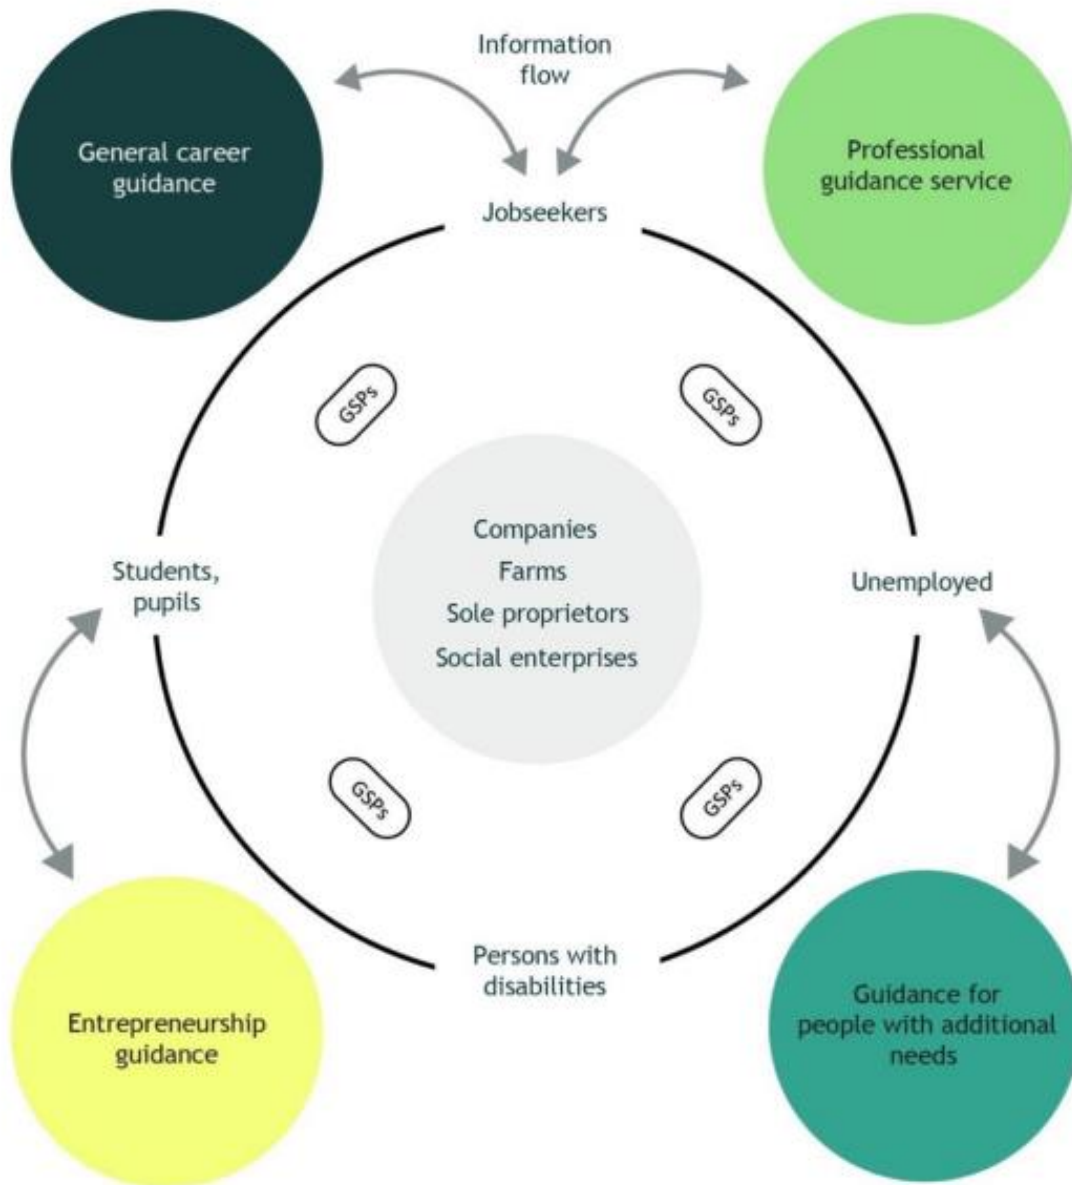 Information
flow
General career
guidance
Professional
guidance service
Jobseekers
GSPs
GSPs
Companies
Farms
Sole proprietors
Social enterprises
Students,
pupils
Unemployed
GSPs
GSPs
Persons with
disabilities
Entrepreneurship
guidance
Guidance for
people with additional
needs